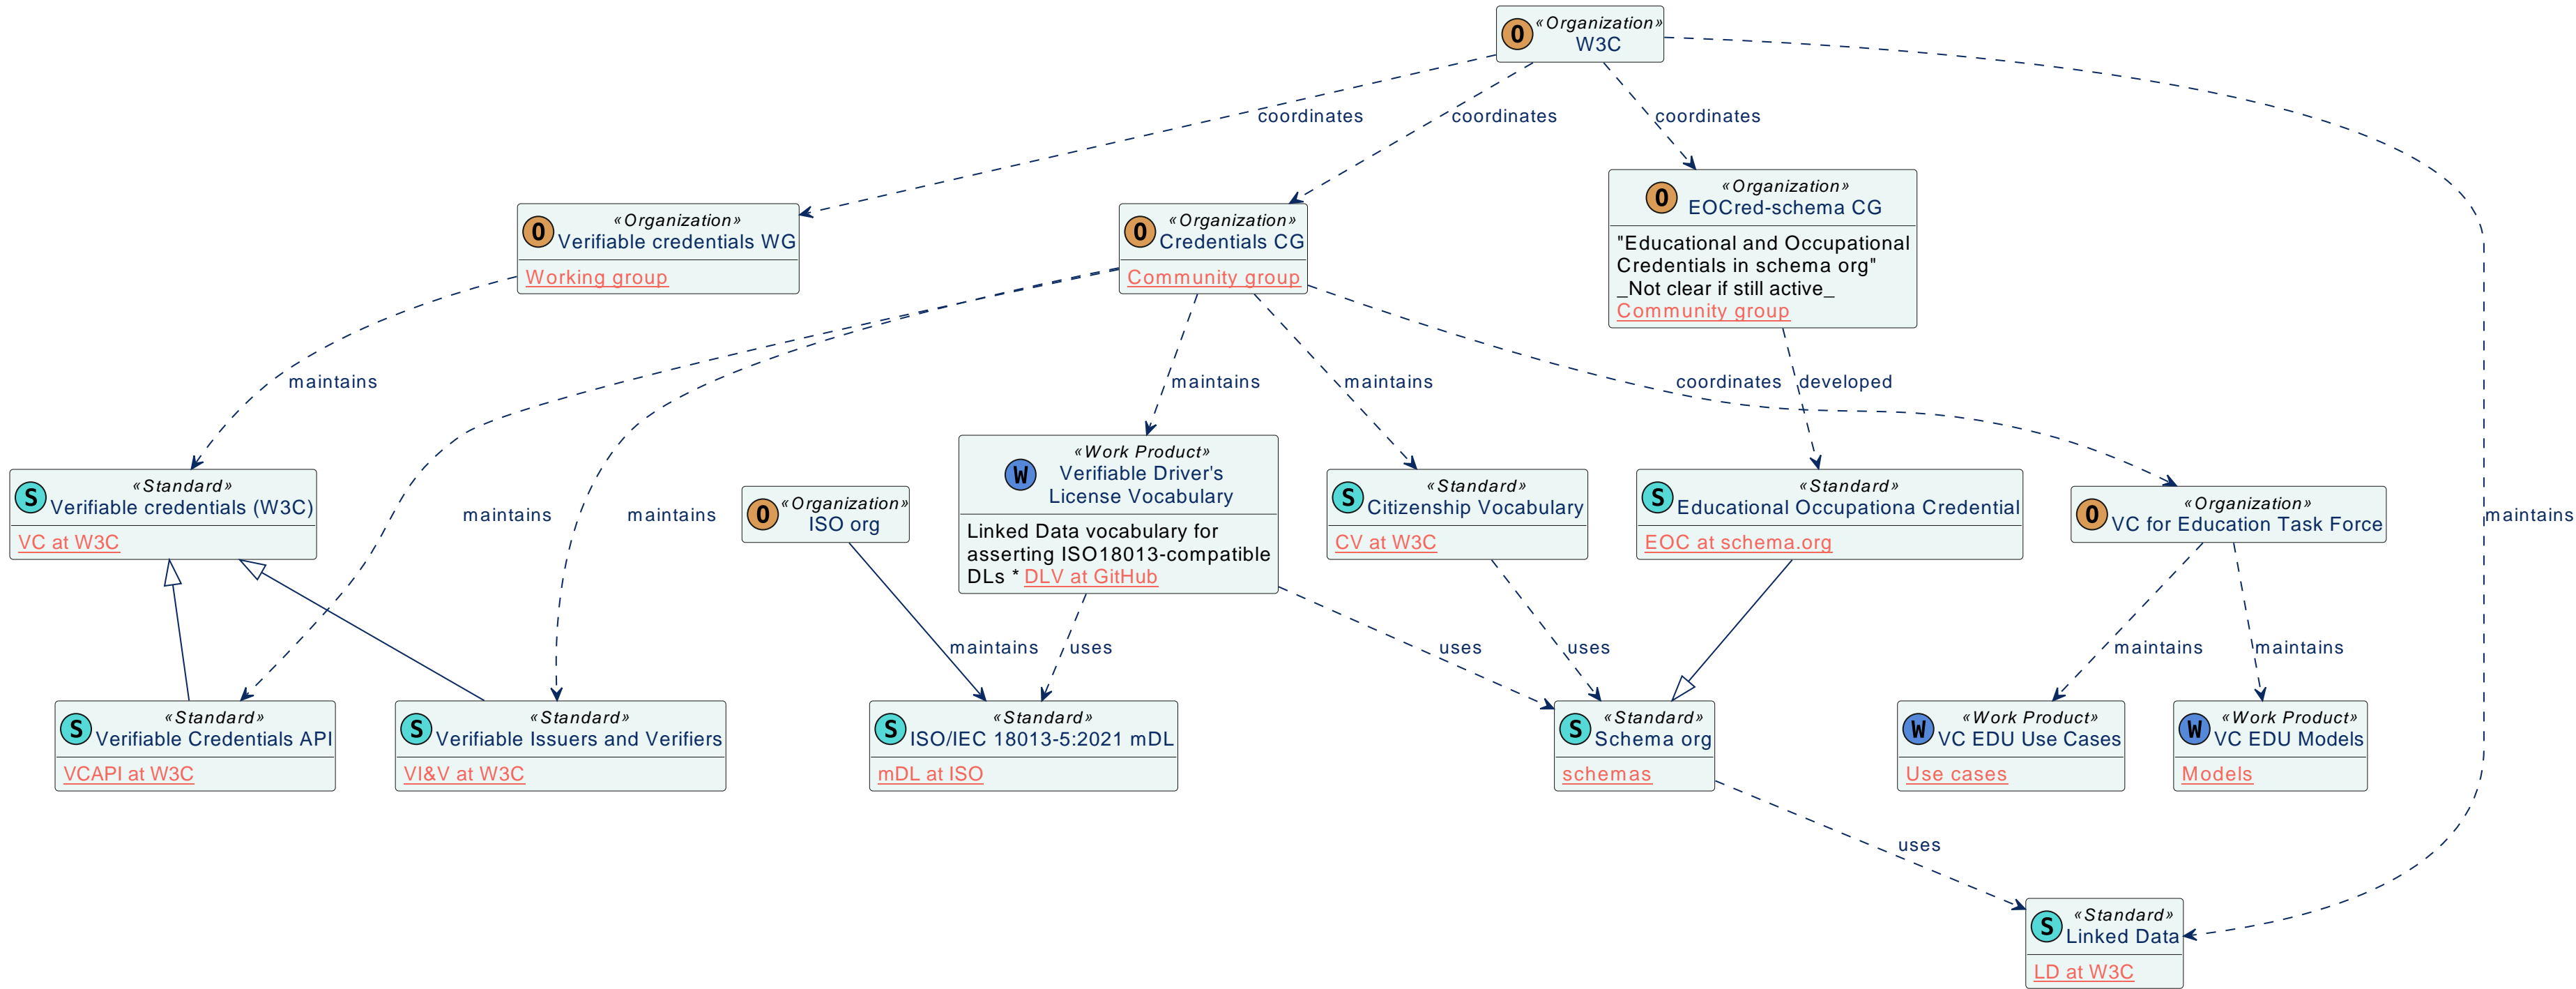 O
«Organization»
W3C
coordinates
coordinates
coordinates
O
«Organization»
Verifiable credentials WG
Working group
O
«Organization»
Credentials CG
Community group
O
«Organization»
EOCred-schema CG
"Educational and Occupational
Credentials in schema org"
_Not clear if still active_
Community group
maintains
maintains
maintains
coordinates
developed
S
«Standard»
Verifiable credentials (W3C)
VC at W3C
maintains
maintains
O
«Organization»
ISO org
W
«Work Product»
Verifiable Driver's
License Vocabulary
Linked Data vocabulary for
asserting ISO18013-compatible
DLs * DLV at GitHub
S
«Standard»
Citizenship Vocabulary
CV at W3C
S
«Standard»
Educational Occupationa Credential
EOC at schema.org
O
«Organization»
VC for Education Task Force
maintains
maintains
uses
uses
uses
maintains
maintains
S
«Standard»
Verifiable Credentials API
VCAPI at W3C
S
«Standard»
Verifiable Issuers and Verifiers
VI&V at W3C
S
«Standard»
ISO/IEC 18013-5:2021 mDL
mDL at ISO
S
«Standard»
Schema org
schemas
W
«Work Product»
VC EDU Use Cases
Use cases
W
«Work Product»
VC EDU Models
Models
uses
S
«Standard»
Linked Data
LD at W3C